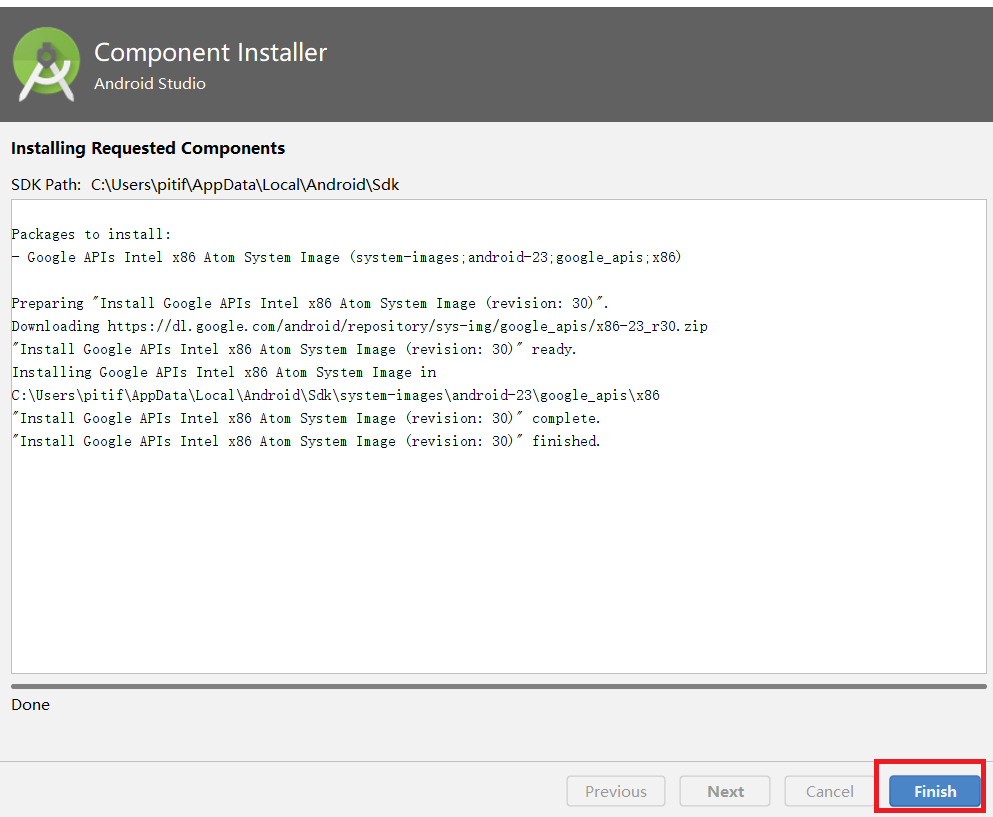 Component Installer
Android Studio
Installing Requested Components
SDK Path: C:\Users\pitif\AppData\Local\Android\Sdk
Packages to install:
- Google APIs Intel x86 Atom System Image (system-images;android-23;google_apis;x86)
Preparing "Install Google APIs Intel x86 Atom System Image (revision: 30)".
Downloading https://dl.google.com/android/repository/sys-img/google_apis/x86-23_r30.zip
"Install Google APIs Intel x86 Atom System Image (revision: 30)" ready.
Installing Google APIs Intel x86 Atom System Image in
C:\Users\pitif\AppData\Local\Android\Sdk\system-images\android-23\google_apis\x86
"Install Google APIs Intel x86 Atom System Image (revision: 30)" complete.
"Install Google APIs Intel x86 Atom System Image (revision: 30)" finished.
Done
Previous Next Cancel Finish